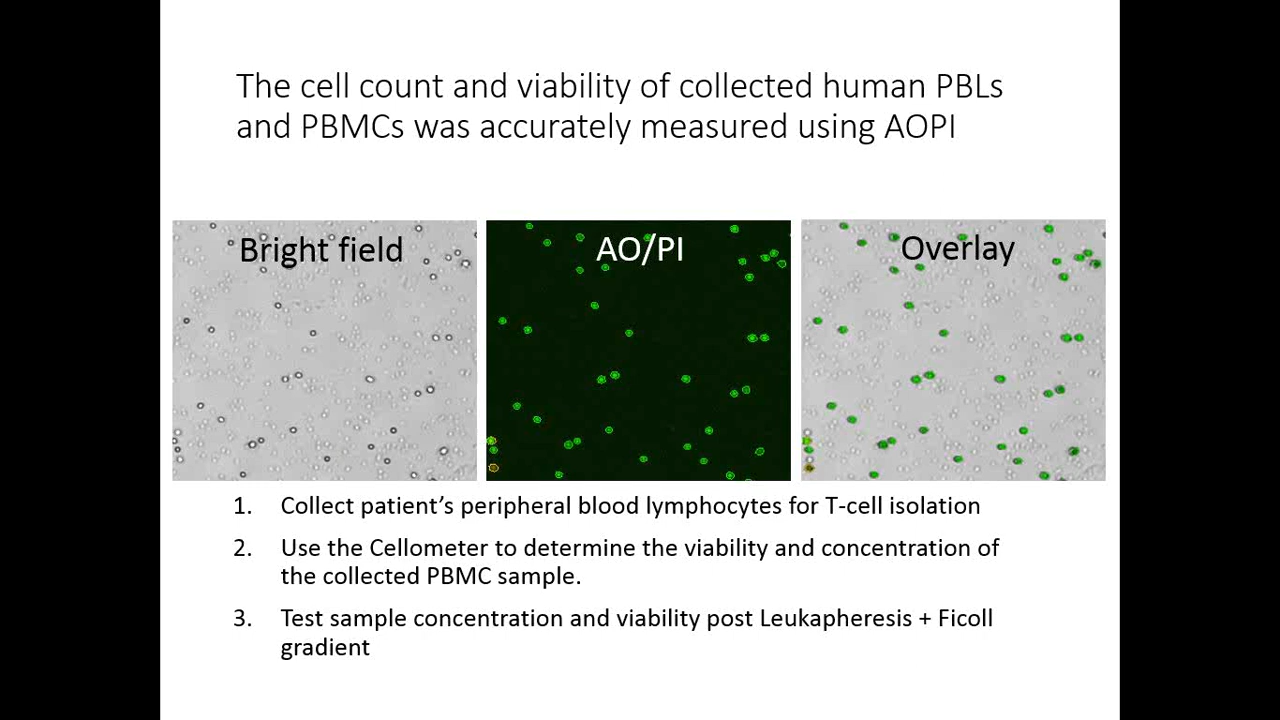 The cell count and viability of collected human PBLs
and PBMCs was accurately measured using AOPI
Bright field
AO/PI
Overlay
1. Collect patient’s peripheral blood lymphocytes for T-cell isolation
2. Use the Cellometer to determine the viability and concentration of
the collected PBMC sample.
3. Test sample concentration and viability post Leukapheresis + Ficoll
gradient